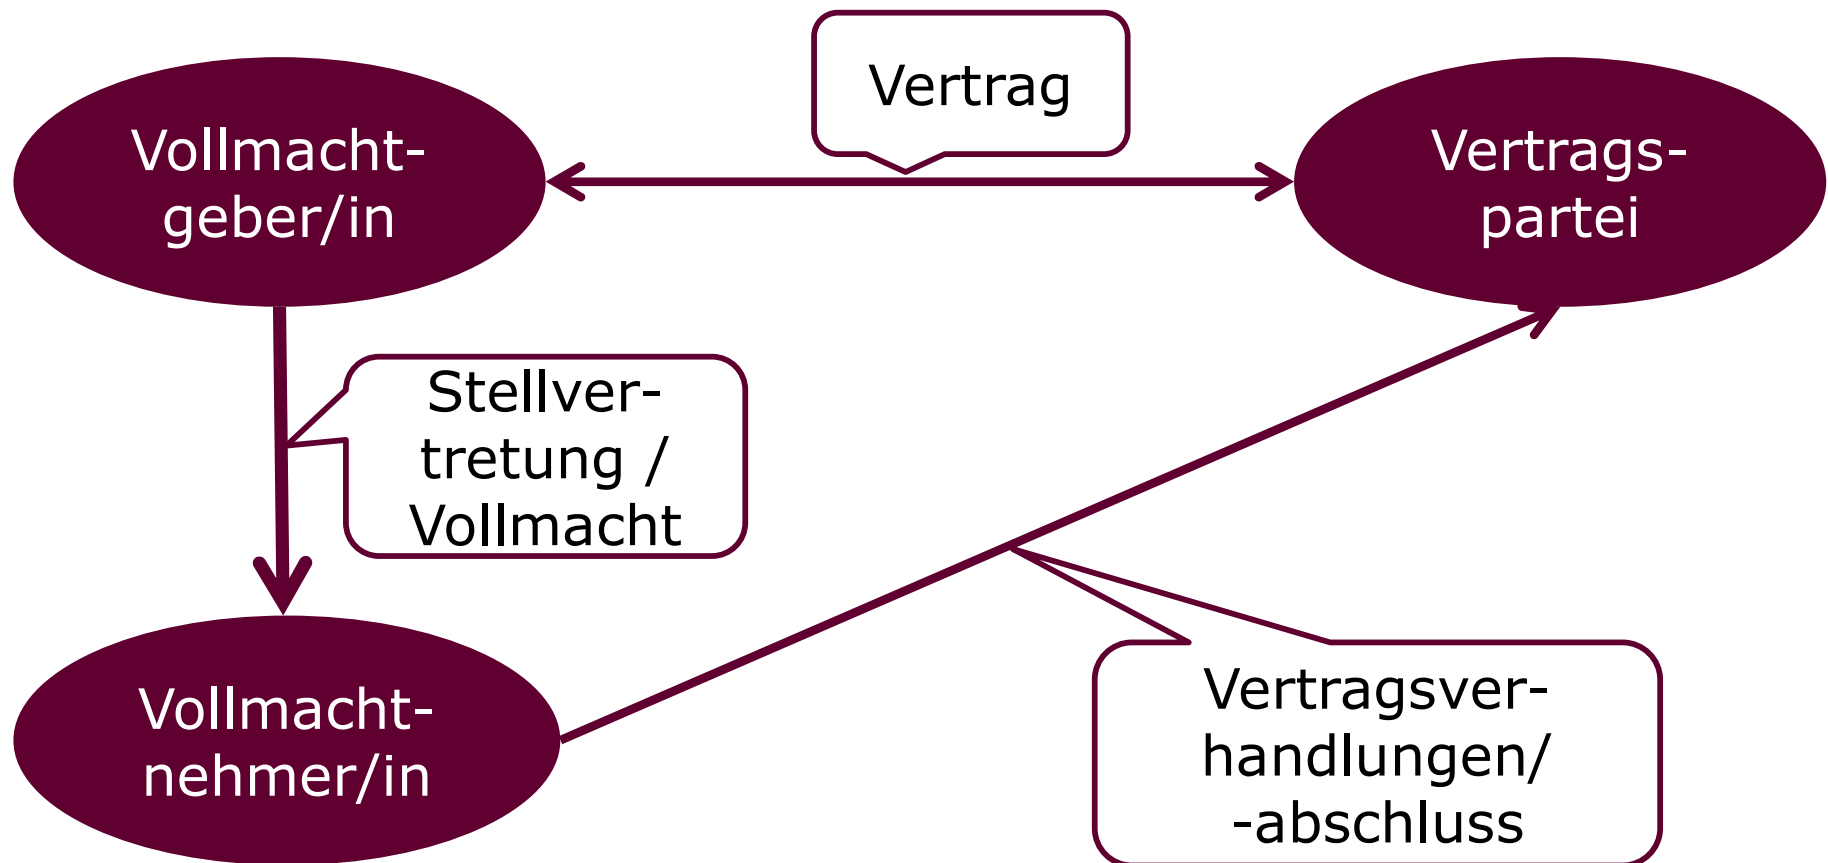 Vertrag
Vollmacht-
geber/in
Vertrags-
partei
Stellver-
tretung /
Vollmacht
Vollmacht-
nehmer/in
Vertragsver-
handlungen/
-abschluss